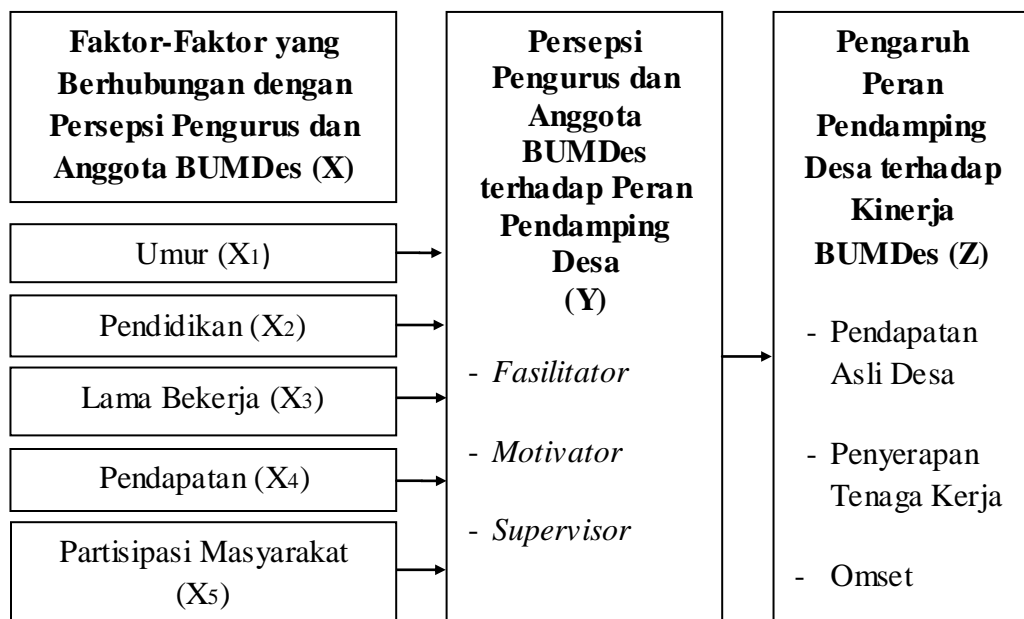 Faktor-Faktor yang
Berhubungan dengan
Persepsi Pengurus dan
Anggota BUMDes (X)
Umur (X1)
Pendidikan (X2)
Lama Bekerja (X3)
Pendapatan (X4)
Partisipasi Masyarakat
(X5)
Persepsi
Pengurus dan
Anggota
BUMDes
terhadap Peran
Pendamping
Desa
(Y)
- Fasilitator
- Motivator
- Supervisor
Pengaruh
Peran
Pendamping
Desa terhadap
Kinerja
BUMDes (Z)
- Pendapatan
Asli Desa
- Penyerapan
Tenaga Kerja
- Omset